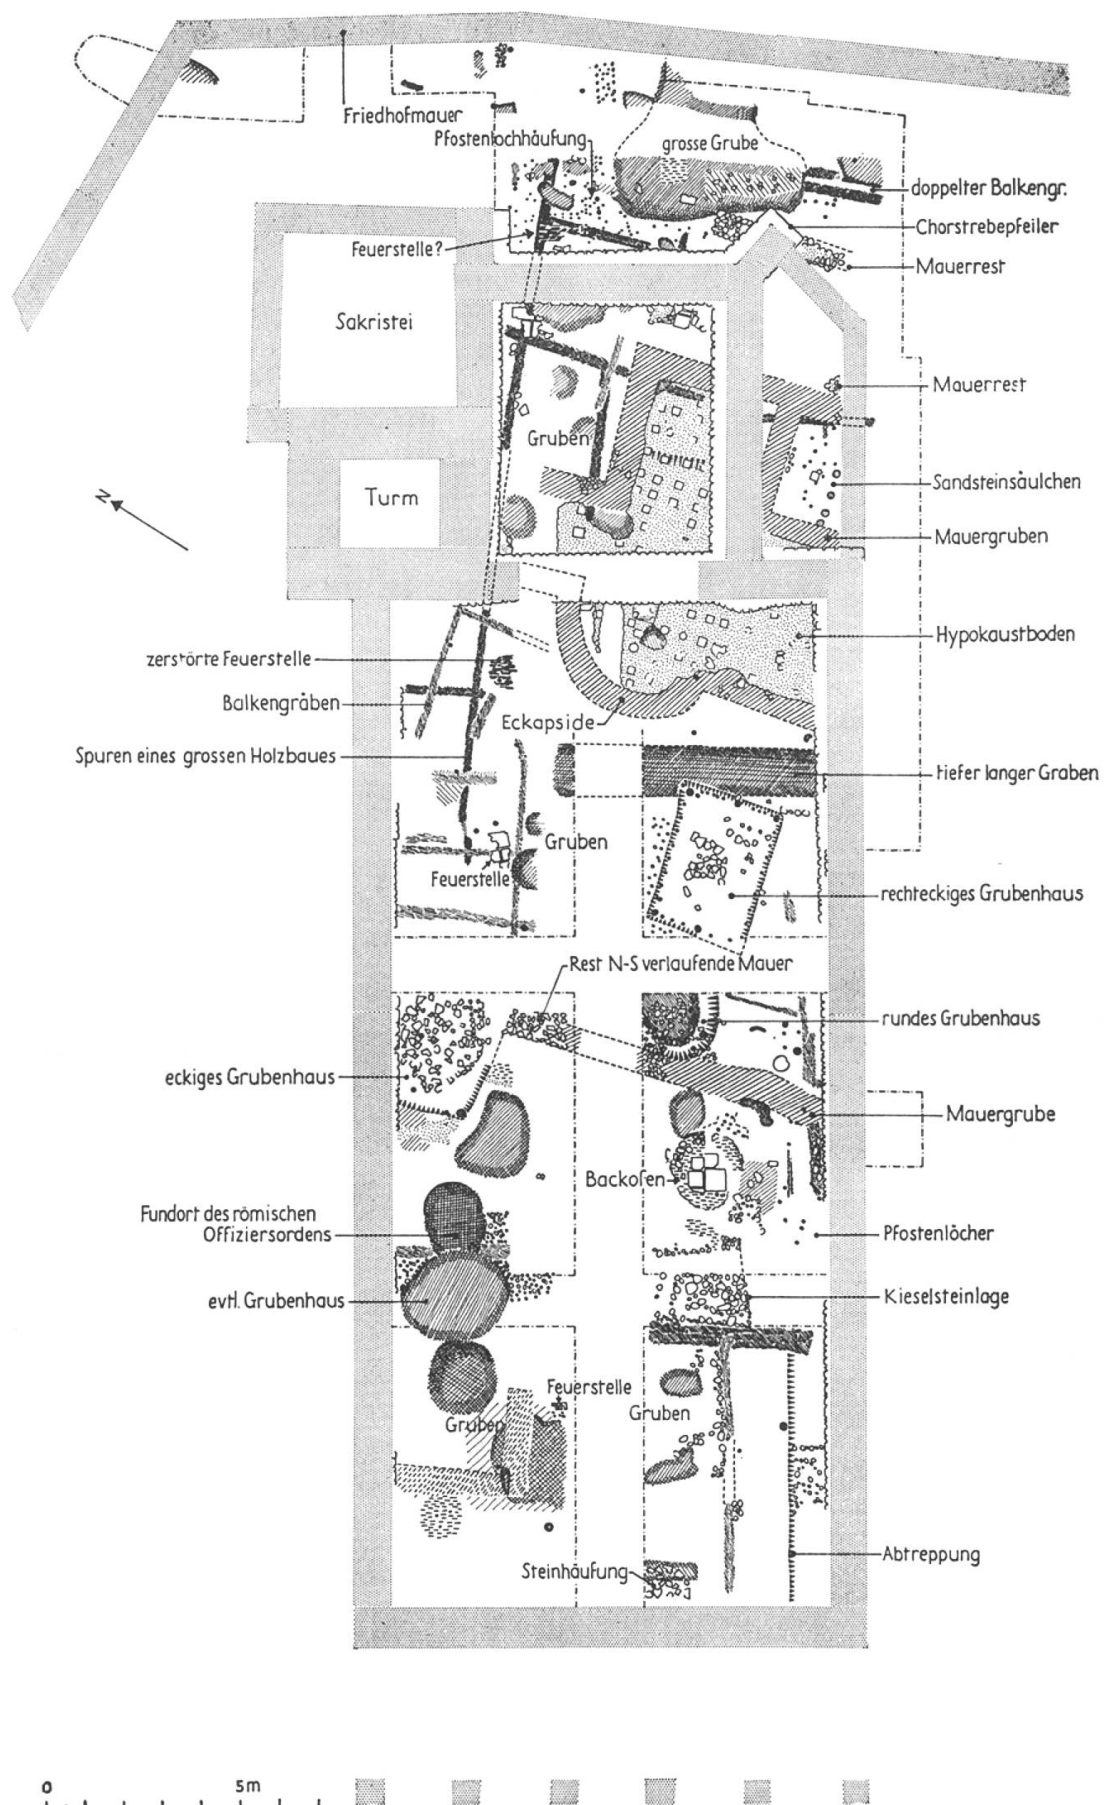 Friedhofmauer
Pfostenlochhäufung
grosse Grube
doppelter Balkengr.
Chorstrebepfeiler
Feuerstelle?
Mauerrest
Sakristei
Mauerrest
Gruben
Sandsteinsäulchen
Turm
N
Mauergruben
Hypokaustboden
zerstörte Feuerstelle
Balkengräben
Eckapside
Spuren eines grossen Holzbaues
tiefer langer Graben
Gruben
Feuerstelle
rechteckiges Grubenhaus
Rest N-S verlaufende Mauer
rundes Grubenhaus
eckiges Grubenhaus
Mauergrube
Backofen
Fundort des römischen
Offiziersordens
Pfostenlöcher
evtl. Grubenhaus
Kieselsteinlage
Feuerstelle
Gruben
Gruben
Abtreppung
Steinhäufung
0 5m